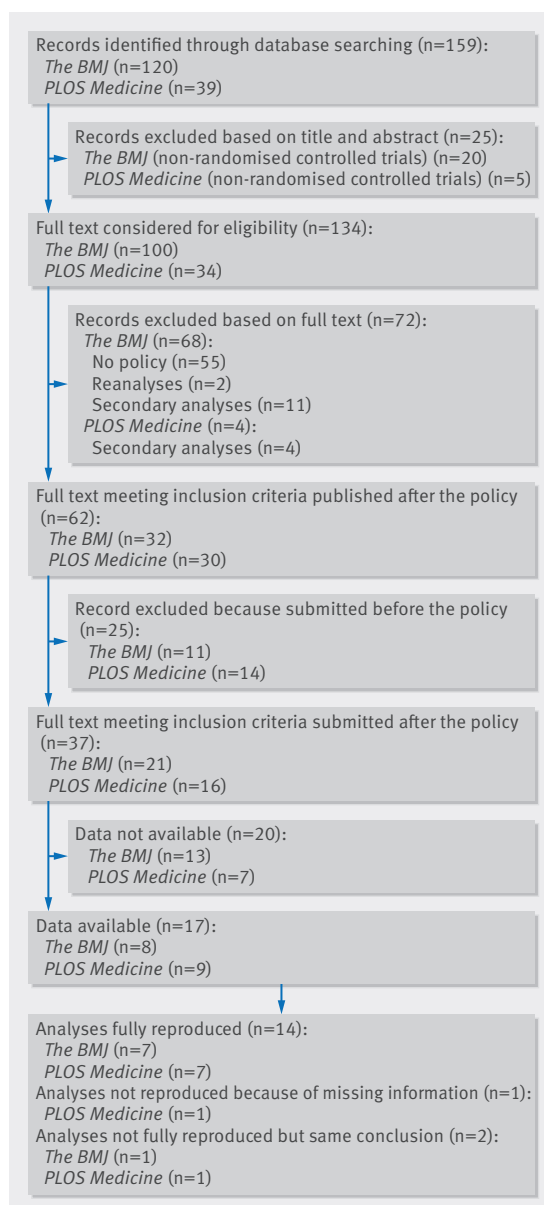 Records identified through database searching (n=159):
The BMJ (n=120)
PLOS Medicine (n=39)
Records excluded based on title and abstract (n=25):
The BMJ (non-randomised controlled trials) (n=20)
PLOS Medicine (non-randomised controlled trials) (n=5)
Full text considered for eligibility (n=134):
The BMJ (n=100)
PLOS Medicine (n=34)
Records excluded based on full text (n=72):
The BMJ (n=68):
No policy (n=55)
Reanalyses (n=2)
Secondary analyses (n=11)
PLOS Medicine (n=4):
Secondary analyses (n=4)
Full text meeting inclusion criteria published after the policy
(n=62):
The BMJ (n=32)
PLOS Medicine (n=30)
Record excluded because submitted before the policy
(n=25):
The BMJ (n=11)
PLOS Medicine (n=14)
Full text meeting inclusion criteria submitted after the policy
(n=37):
The BMJ (n=21)
PLOS Medicine (n=16)
Data not available (n=20):
The BMJ (n=13)
PLOS Medicine (n=7)
Data available (n=17):
The BMJ (n=8)
PLOS Medicine (n=9)
Analyses fully reproduced (n=14):
The BMJ (n=7)
PLOS Medicine (n=7)
Analyses not reproduced because of missing information (n=1):
PLOS Medicine (n=1)
Analyses not fully reproduced but same conclusion (n=2):
The BMJ (n=1)
PLOS Medicine (n=1)